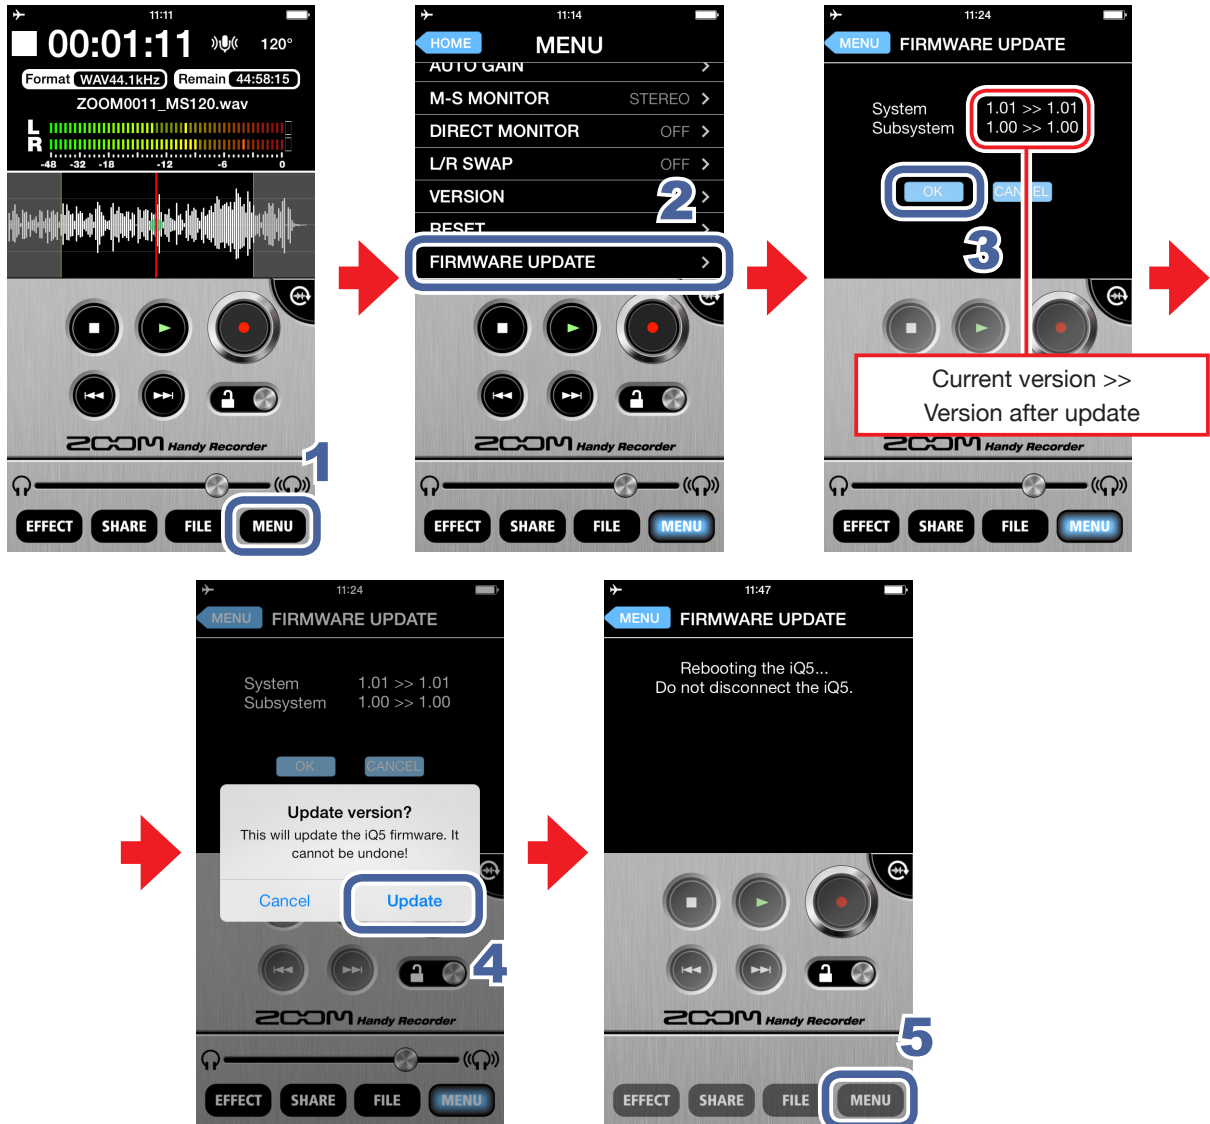 11:11
00:01:11 120°
Format WAV44.1kHz Remain 44:58:15
ZOOM0011_MS120.wav
L
R
-48 -32 -18 -12 -6 0
ZOOM Handy Recorder
1
EFFECT SHARE FILE MENU
11:14
HOME MENU
AUTO GAIN
M-S MONITOR STEREO
DIRECT MONITOR OFF
L/R SWAP OFF
VERSION
2
RESET
FIRMWARE UPDATE
ZOOM Handy Recorder
EFFECT SHARE FILE MENU
11:24
MENU FIRMWARE UPDATE
System 1.01 >> 1.01
Subsystem 1.00 >> 1.00
OK CANCEL
3
Current version >>
Version after update
ZOOM Handy Recorder
EFFECT SHARE FILE MENU
11:24
MENU FIRMWARE UPDATE
System 1.01 >> 1.01
Subsystem 1.00 >> 1.00
OK CANCEL
Update version?
This will update the iQ5 firmware. It
cannot be undone!
Cancel Update
4
ZOOM Handy Recorder
EFFECT SHARE FILE MENU
11:47
MENU FIRMWARE UPDATE
Rebooting the iQ5...
Do not disconnect the iQ5.
ZOOM Handy Recorder
5
EFFECT SHARE FILE MENU